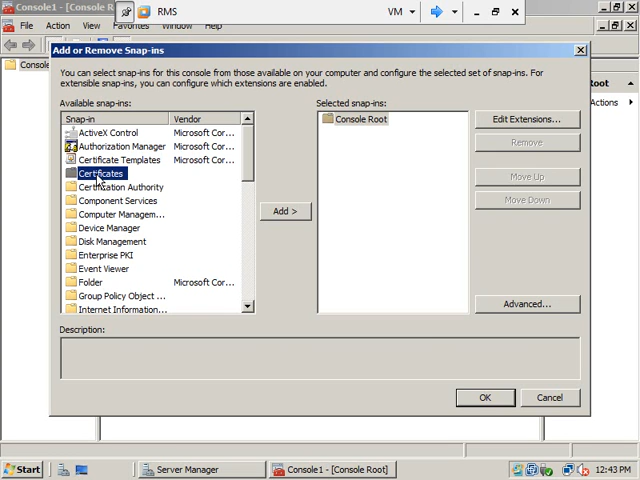 Console1 - [Console R
RMS
VM
File
Action
View
Favorites
Window
Help
Conso
Add or Remove Snap-ins
You can select snap-ins for this console from those available on your computer and configure the selected set of snap-ins. For
extensible snap-ins, you can configure which extensions are enabled.
Available snap-ins:
Selected snap-ins:
Snap-in Vendor
ActiveX Control Microsoft Cor...
Authorization Manager Microsoft Cor...
Certificate Templates Microsoft Cor...
Certificates
Certification Authority
Component Services
Computer Managem...
Device Manager
Disk Management
Enterprise PKI
Event Viewer
Folder Microsoft Cor...
Group Policy Object ...
Internet Information...
Add >
Console Root
Edit Extensions...
Remove
Move Up
Move Down
Advanced...
Description:
OK
Cancel
Root
Actions
Start
Server Manager
Console1 - [Console Root]
12:43 PM